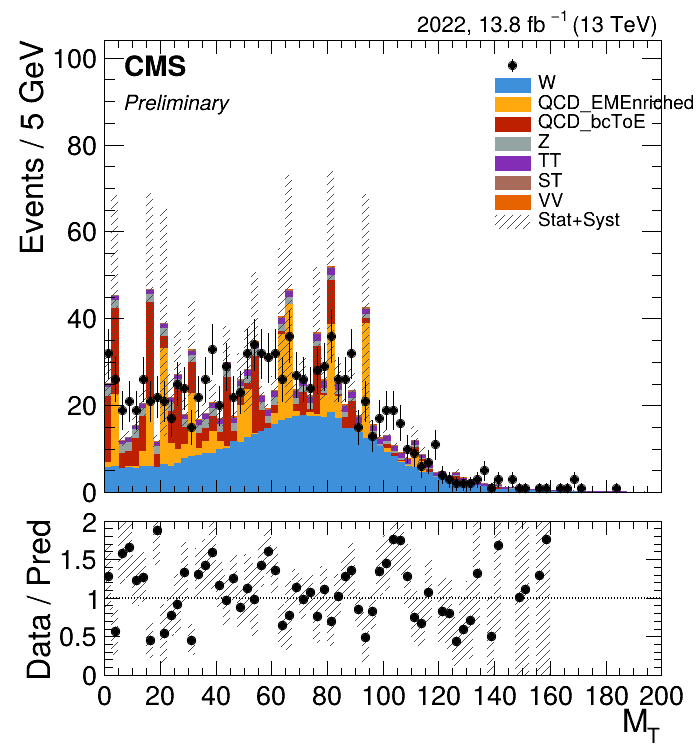 2022, 13.8 fb⁻¹ (13 TeV)
Events / 5 GeV
CMS
Preliminary
W
QCD_EMEnriched
QCD_bcToE
Z
TT
ST
VV
Stat+Syst
100
80
60
40
20
0
Data / Pred
2
1.5
1
0.5
0
0 20 40 60 80 100 120 140 160 180 200
M_T